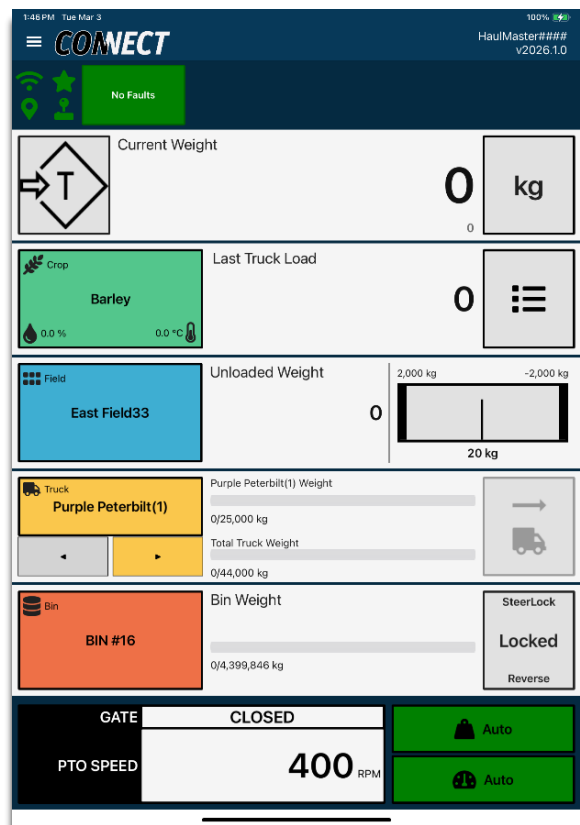 1:46 PM Tue Mar 3
100%
CONNECT
HaulMaster####
v2026.1.0
No Faults
Current Weight
T
0
kg
0
Crop
Barley
0.0 %
0.0 °C
Last Truck Load
0
Field
East Field33
Unloaded Weight
0
2,000 kg
-2,000 kg
20 kg
Truck
Purple Peterbilt(1)
Purple Peterbilt(1) Weight
0/25,000 kg
Total Truck Weight
0/44,000 kg
Bin
BIN #16
Bin Weight
0/4,399,846 kg
SteerLock
Locked
Reverse
GATE
CLOSED
PTO SPEED
400 RPM
Auto
Auto